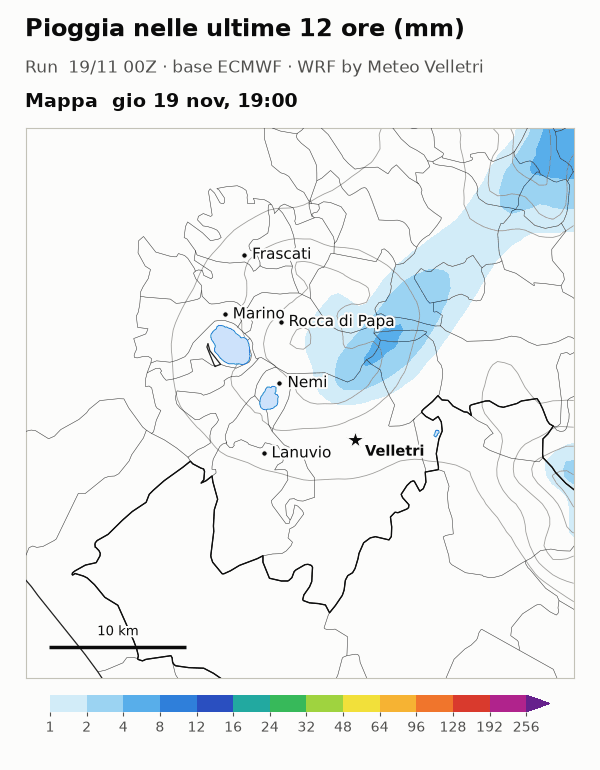 Pioggia nelle ultime 12 ore (mm)
Run  19/11 00Z · base ECMWF · WRF by Meteo Velletri
Mappa  gio 19 nov, 19:00
Frascati
Marino
Rocca di Papa
Nemi
Velletri
Lanuvio
10 km
1 2 4 8 12 16 24 32 48 64 96 128 192 256